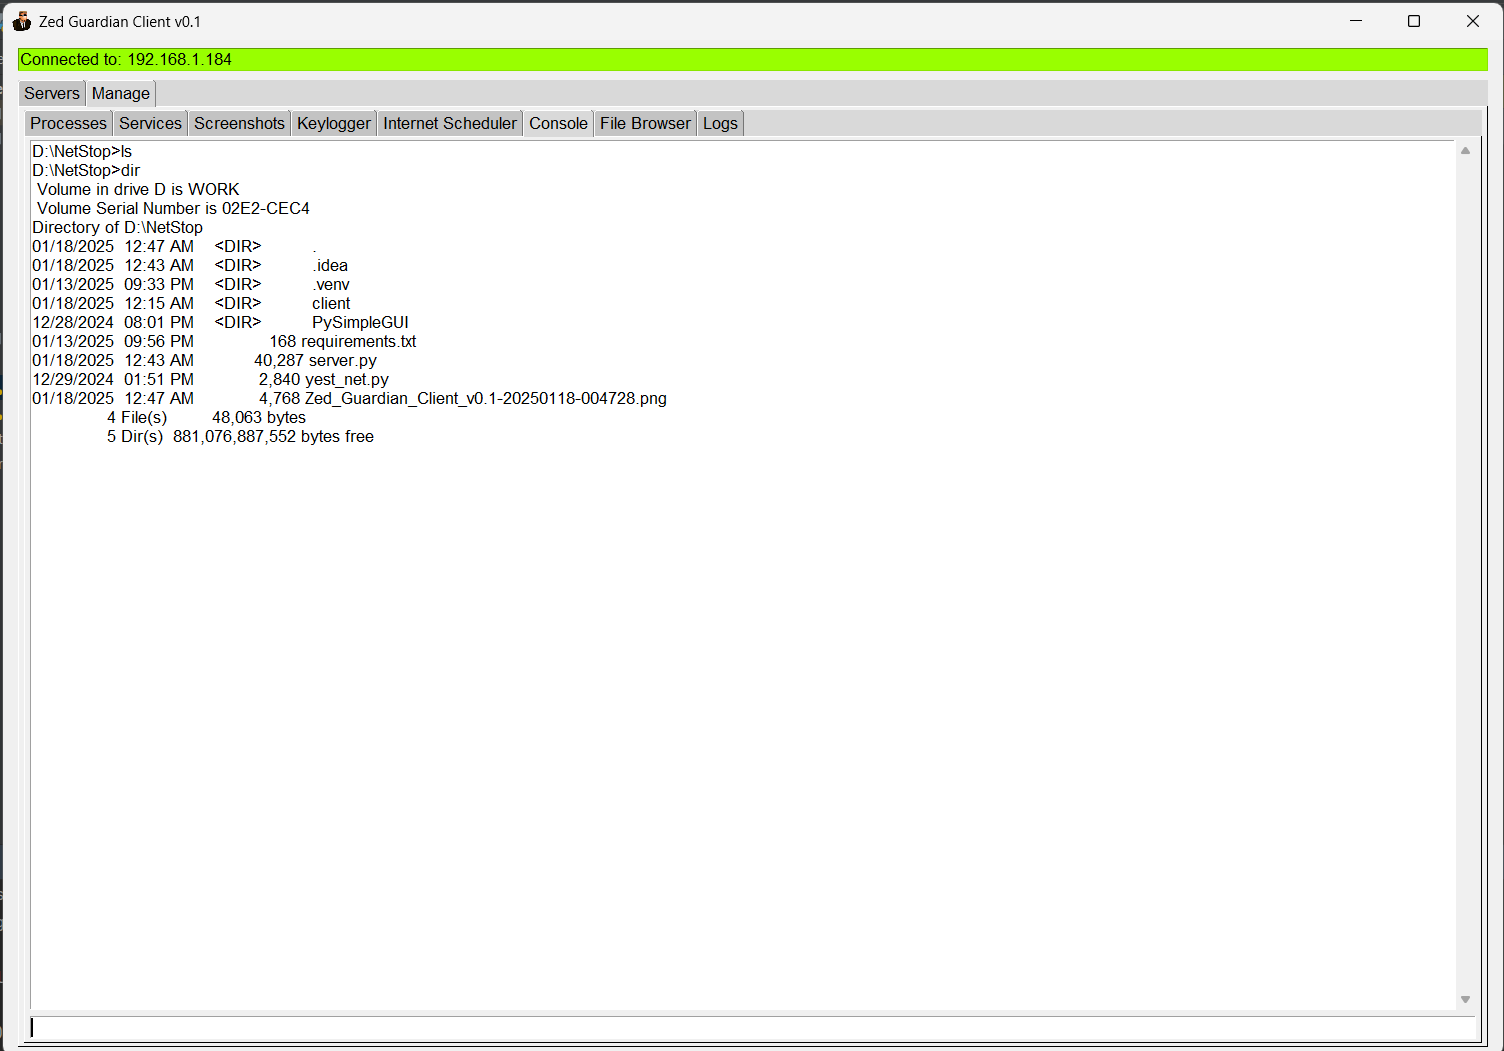 Zed Guardian Client v0.1
Connected to: 192.168.1.184
Servers Manage
Processes Services Screenshots Keylogger Internet Scheduler Console File Browser Logs
D:\NetStop>ls
D:\NetStop>dir
Volume in drive D is WORK
Volume Serial Number is 02E2-CEC4
Directory of D:\NetStop
01/18/2025  12:47 AM    <DIR>          .
01/18/2025  12:43 AM    <DIR>          .idea
01/13/2025  09:33 PM    <DIR>          .venv
01/18/2025  12:15 AM    <DIR>          client
12/28/2024  08:01 PM    <DIR>          PySimpleGUI
01/13/2025  09:56 PM               168 requirements.txt
01/18/2025  12:43 AM            40,287 server.py
12/29/2024  01:51 PM             2,840 yest_net.py
01/18/2025  12:47 AM             4,768 Zed_Guardian_Client_v0.1-20250118-004728.png
4 File(s)         48,063 bytes
5 Dir(s)  881,076,887,552 bytes free